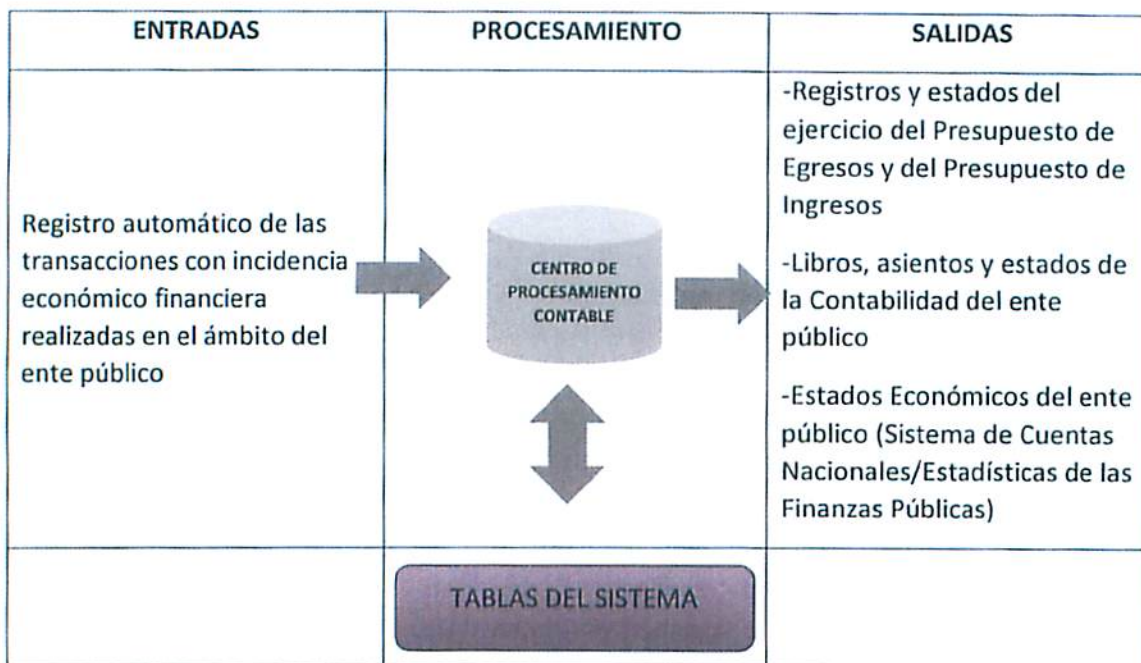 ENTRADAS
PROCESAMIENTO
SALIDAS
Registro automático de las
transacciones con incidencia
económico financiera
realizadas en el ámbito del
ente público
CENTRO DE
PROCESAMIENTO
CONTABLE
-Registros y estados del
ejercicio del Presupuesto de
Egresos y del Presupuesto de
Ingresos
-Libros, asientos y estados de
la Contabilidad del ente
público
-Estados Económicos del ente
público (Sistema de Cuentas
Nacionales/Estadísticas de las
Finanzas Públicas)
TABLAS DEL SISTEMA